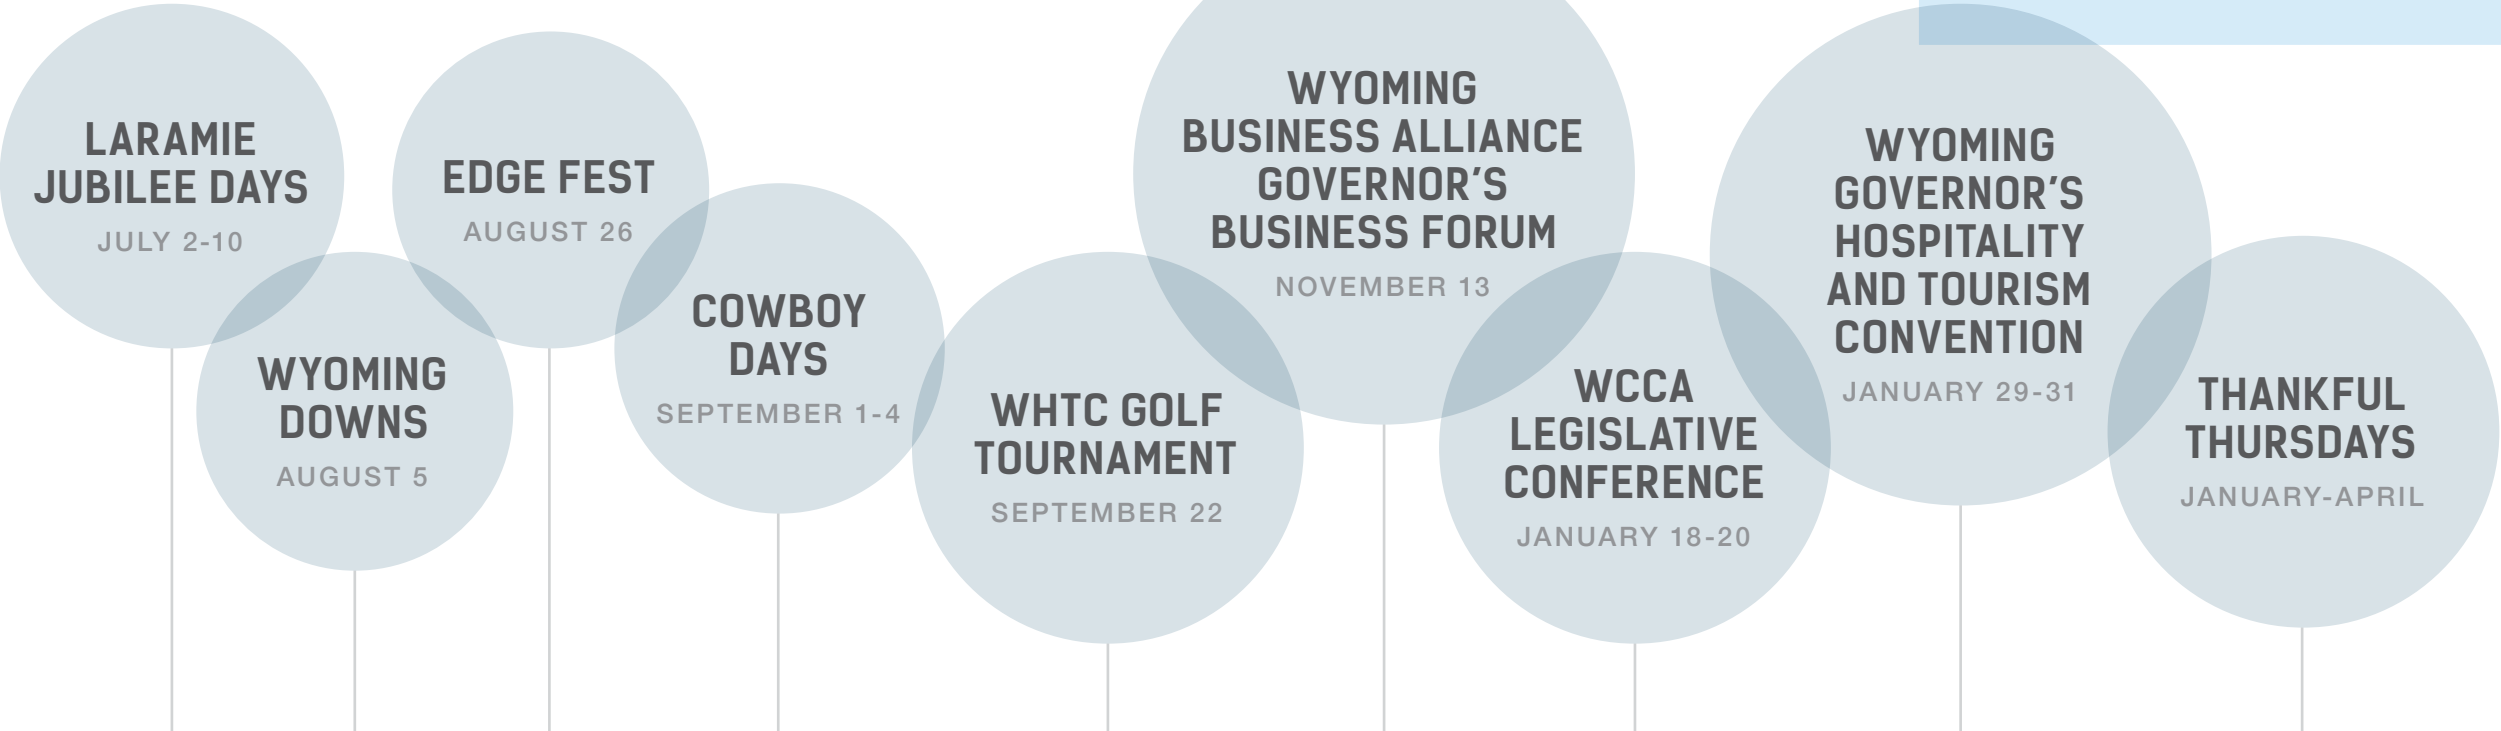 LARAMIE
JUBILEE DAYS
JULY 2-10
WYOMING
DOWNS
AUGUST 5
EDGE FEST
AUGUST 26
COWBOY
DAYS
SEPTEMBER 1-4
WHTC GOLF
TOURNAMENT
SEPTEMBER 22
WYOMING
BUSINESS ALLIANCE
GOVERNOR’S
BUSINESS FORUM
NOVEMBER 13
WCCA
LEGISLATIVE
CONFERENCE
JANUARY 18-20
WYOMING
GOVERNOR’S
HOSPITALITY
AND TOURISM
CONVENTION
JANUARY 29-31
THANKFUL
THURSDAYS
JANUARY-APRIL